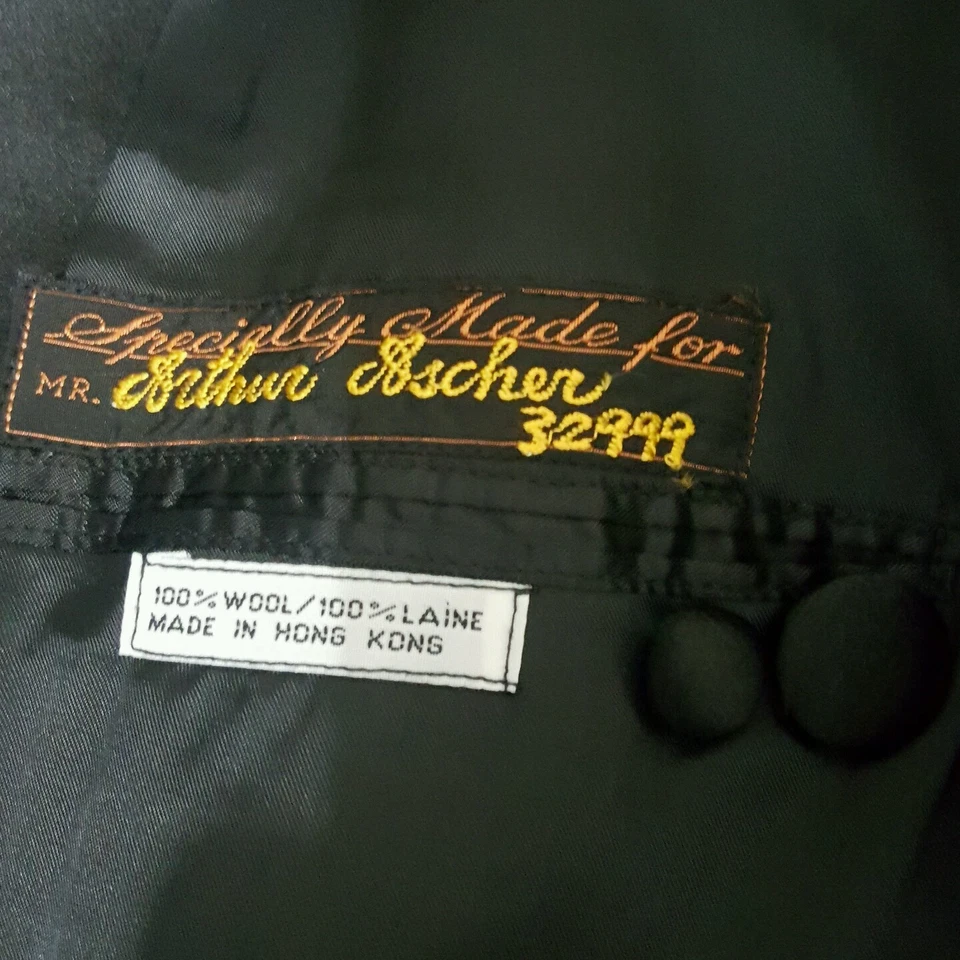 Specially Made for
MR. Arthur Ascher
32999
100% WOOL/100% LAiNE
MADE IN HONG KONG